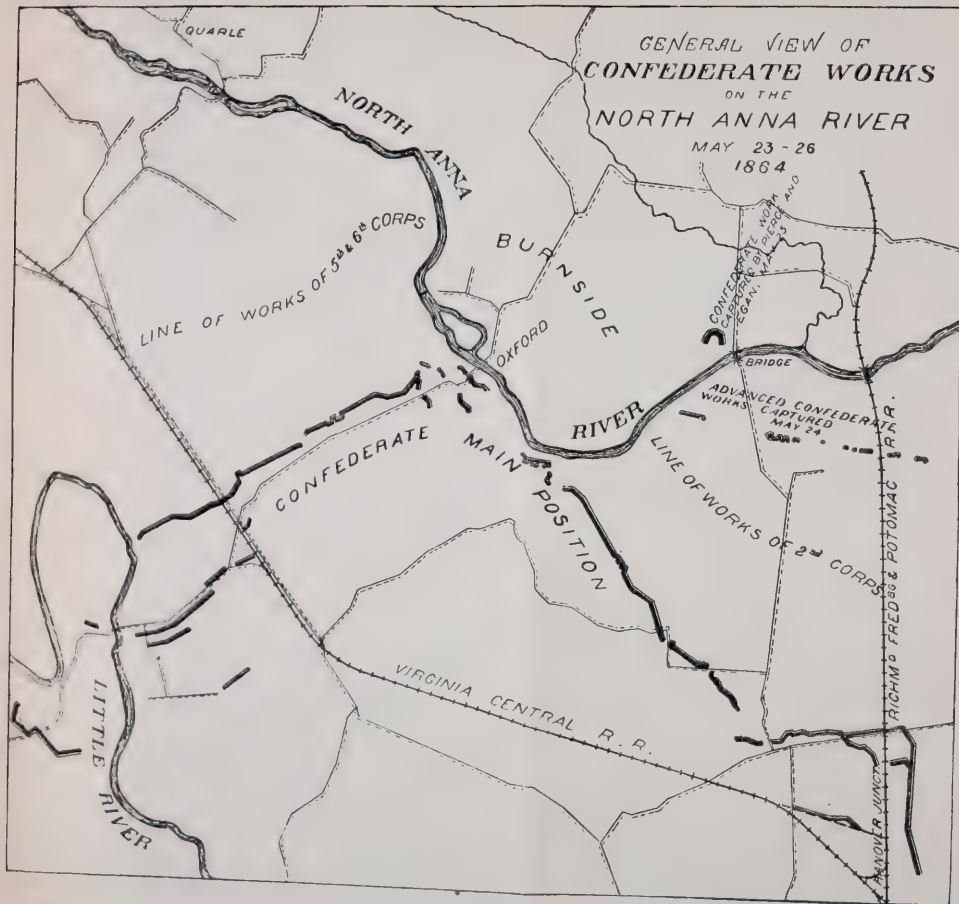 QUARLE
GENERAL VIEW OF
CONFEDERATE WORKS
ON THE
NORTH ANNA RIVER
MAY 23 - 26
1864
NORTH ANNA
LINE OF WORKS OF 5th & 6th CORPS
BURNSIDE
OXFORD
CONFEDERATE WORK
CAPTURED BY PIERCE AND
EGAN, MAY 23
BRIDGE
RIVER
ADVANCED CONFEDERATE
WORKS CAPTURED
MAY 24
CONFEDERATE MAIN POSITION
LINE OF WORKS OF 2nd CORPS
RICHMD FREDBG & POTOMAC R.R.
VIRGINIA CENTRAL R. R.
LITTLE RIVER
HANOVER JUNCT.